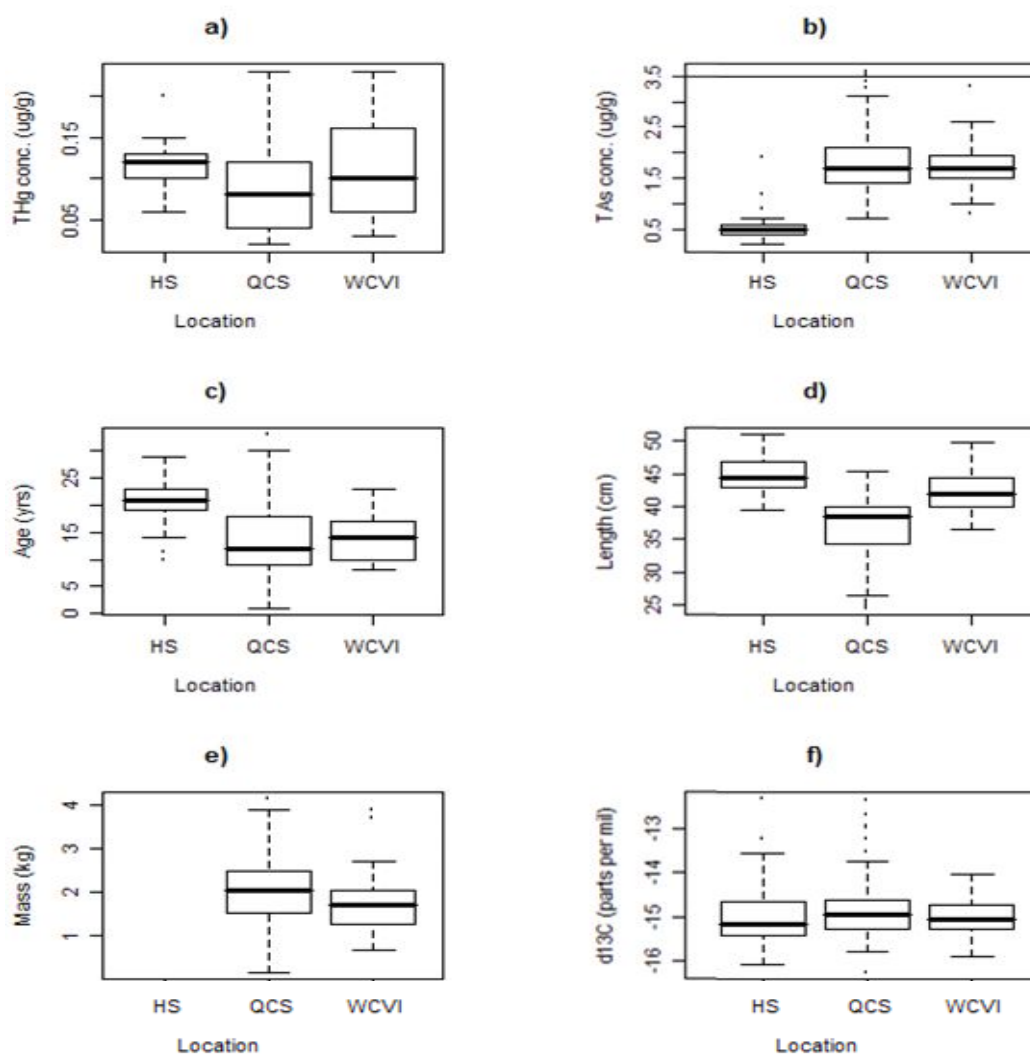 a)
THg conc. (ug/g)
0.15
0.05
HS QCS WCVI
Location
b)
TAs conc. (ug/g)
3.5
2.5
1.5
0.5
HS QCS WCVI
Location
c)
Age (yrs)
25
15
5
0
HS QCS WCVI
Location
d)
Length (cm)
50
45
40
35
30
25
HS QCS WCVI
Location
e)
Mass (kg)
4
3
2
1
HS QCS WCVI
Location
f)
d13C (parts per mil)
-13
-14
-15
-16
HS QCS WCVI
Location